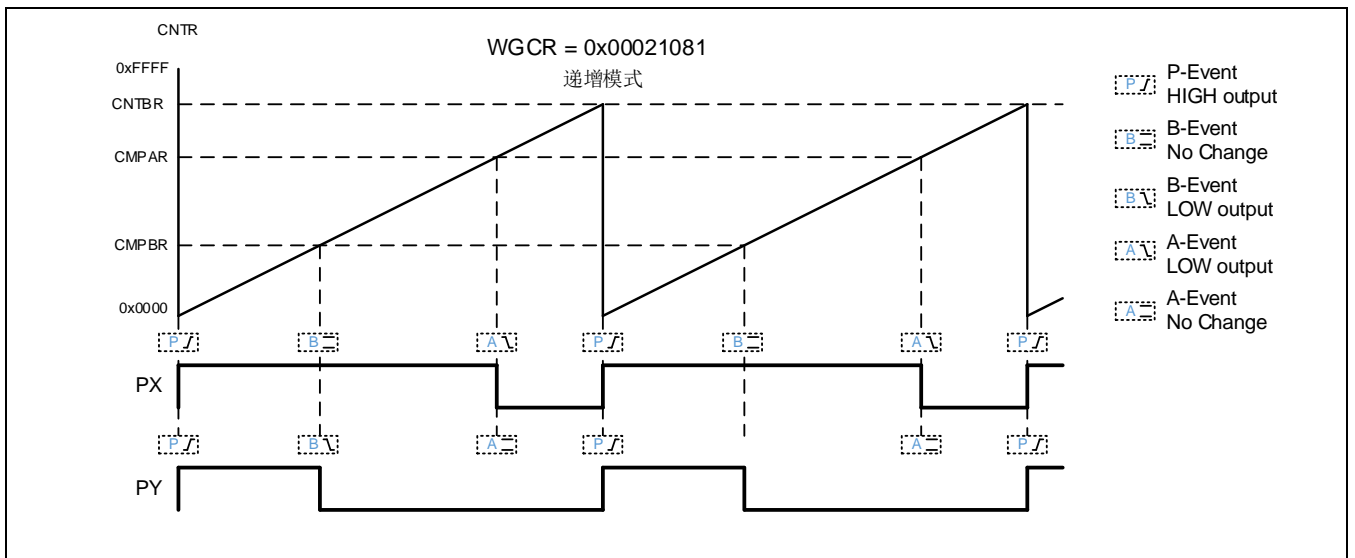 CNTR
WGCR = 0x00021081
递增模式
0xFFFF
CNTBR
CMPAR
CMPBR
0x0000
P-Event
HIGH output
B-Event
No Change
B-Event
LOW output
A-Event
LOW output
A-Event
No Change
P
B
B
A
A
P B A P B A P
PX
P B A P A P
PY